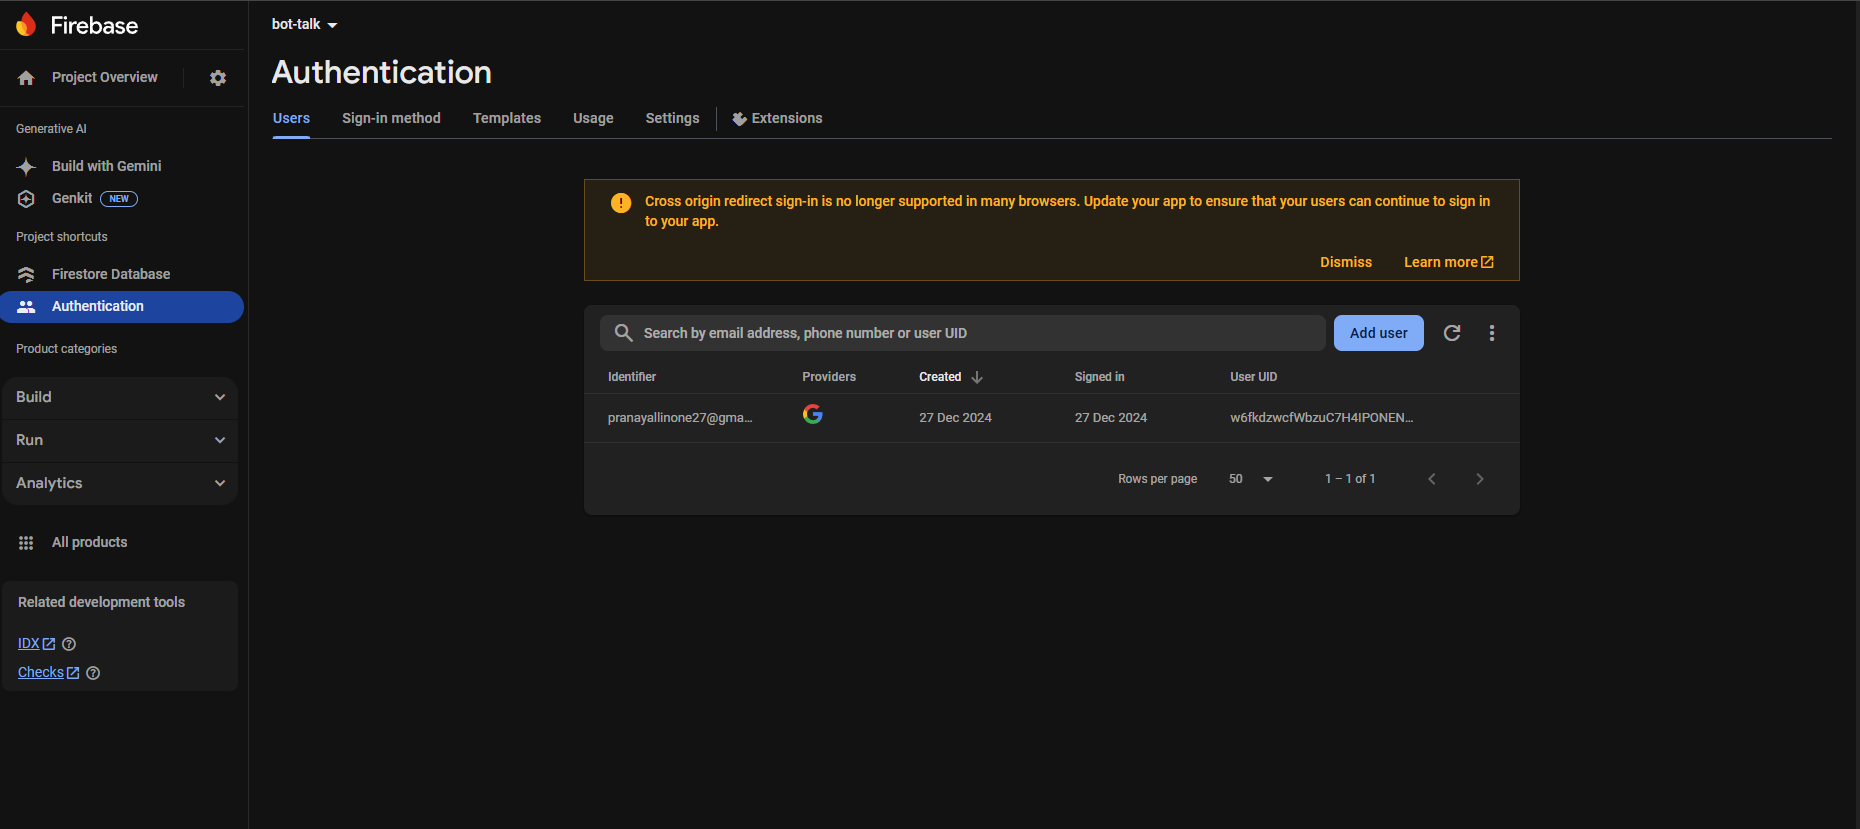 Firebase
Project Overview
Generative AI
Build with Gemini
Genkit NEW
Project shortcuts
Firestore Database
Authentication
Product categories
Build
Run
Analytics
All products
Related development tools
IDX
Checks
bot-talk
Authentication
Users Sign-in method Templates Usage Settings Extensions
Cross origin redirect sign-in is no longer supported in many browsers. Update your app to ensure that your users can continue to sign in
to your app.
Dismiss Learn more
Search by email address, phone number or user UID Add user
Identifier Providers Created Signed in User UID
pranayallinone27@gma... 27 Dec 2024 27 Dec 2024 w6fkdzwcfWbzuC7H4IPONEN...
Rows per page 50 1 – 1 of 1